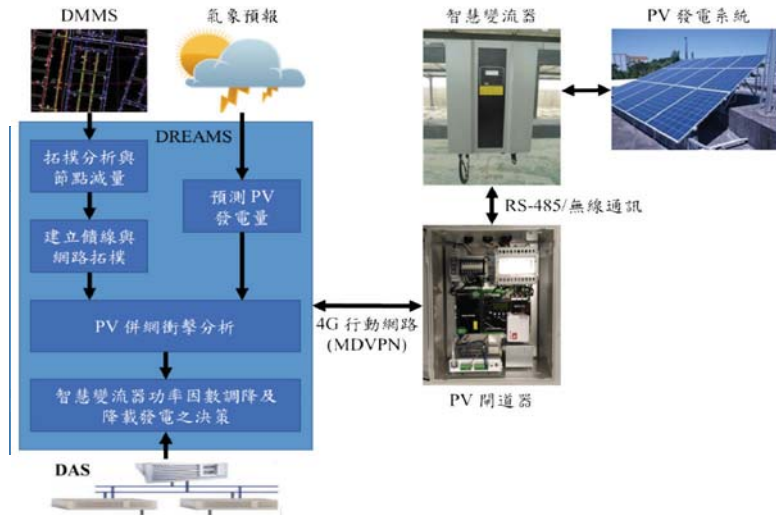 DMMS
氣象預報
智慧變流器
PV 發電系統
DREAMS
拓樸分析與
節點減量
預測 PV
發電量
建立饋線與
網路拓樸
RS-485/無線通訊
PV 併網衝擊分析
4G 行動網路
(MDVPN)
智慧變流器功率因數調降及
降載發電之決策
PV 閘道器
DAS